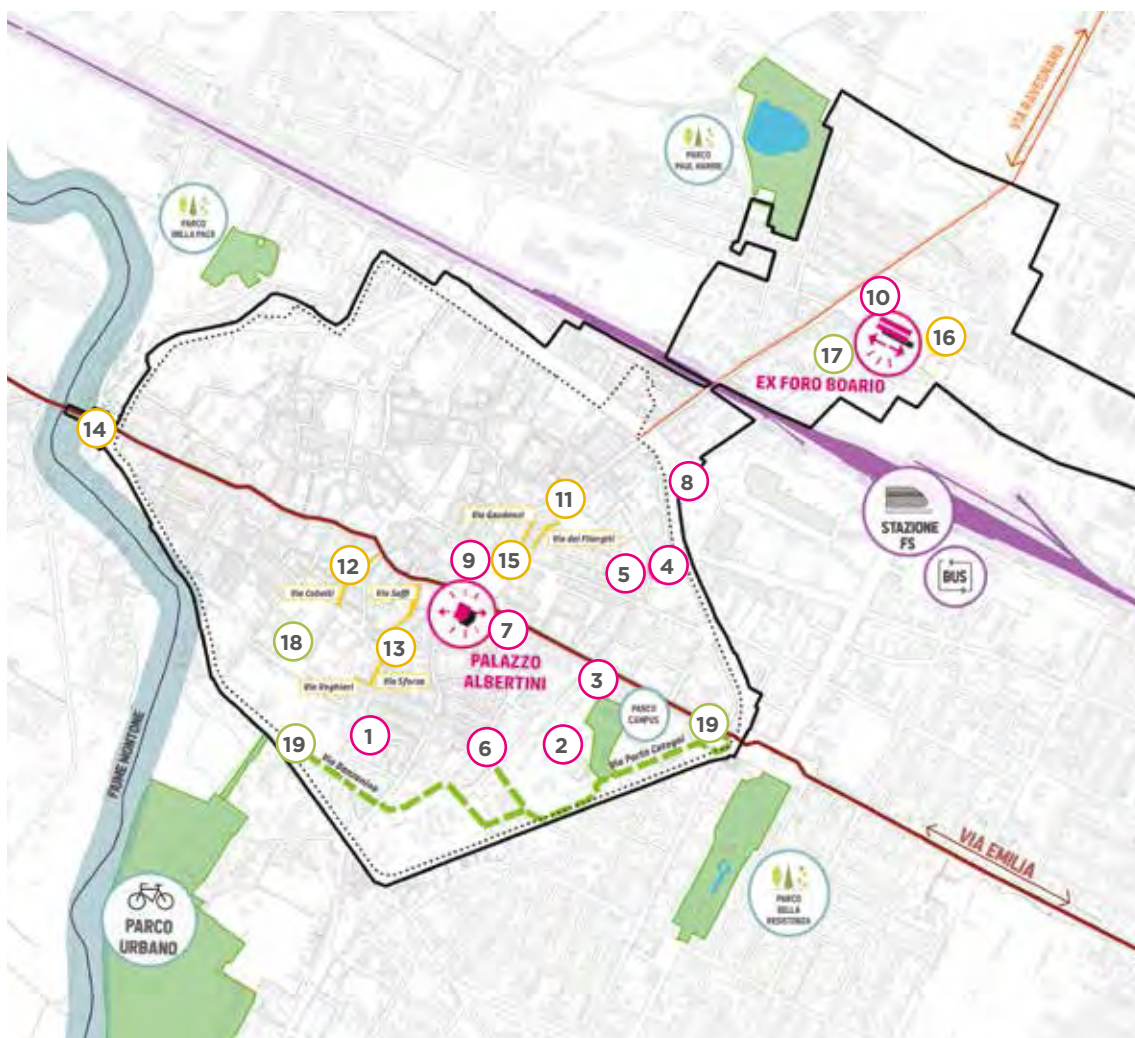 VIA RAVEGNANA
PARCO
PAUL HARRIS
PARCO
DELLA PACE
10
16
17
EX FORO BOARIO
14
8
11
Via Gaudenzi
Via dei Filergiti
STAZIONE
FS
BUS
9
15
12
5
4
Via Cobelli
Via Saffi
7
18
13
PALAZZO
ALBERTINI
3
Via Sforza
PARCO
CAMPUS
19
19
1
6
2
Via Porta Cotogni
FIUME MONTONE
VIA EMILIA
PARCO
URBANO
PARCO
DELLA
RESISTENZA